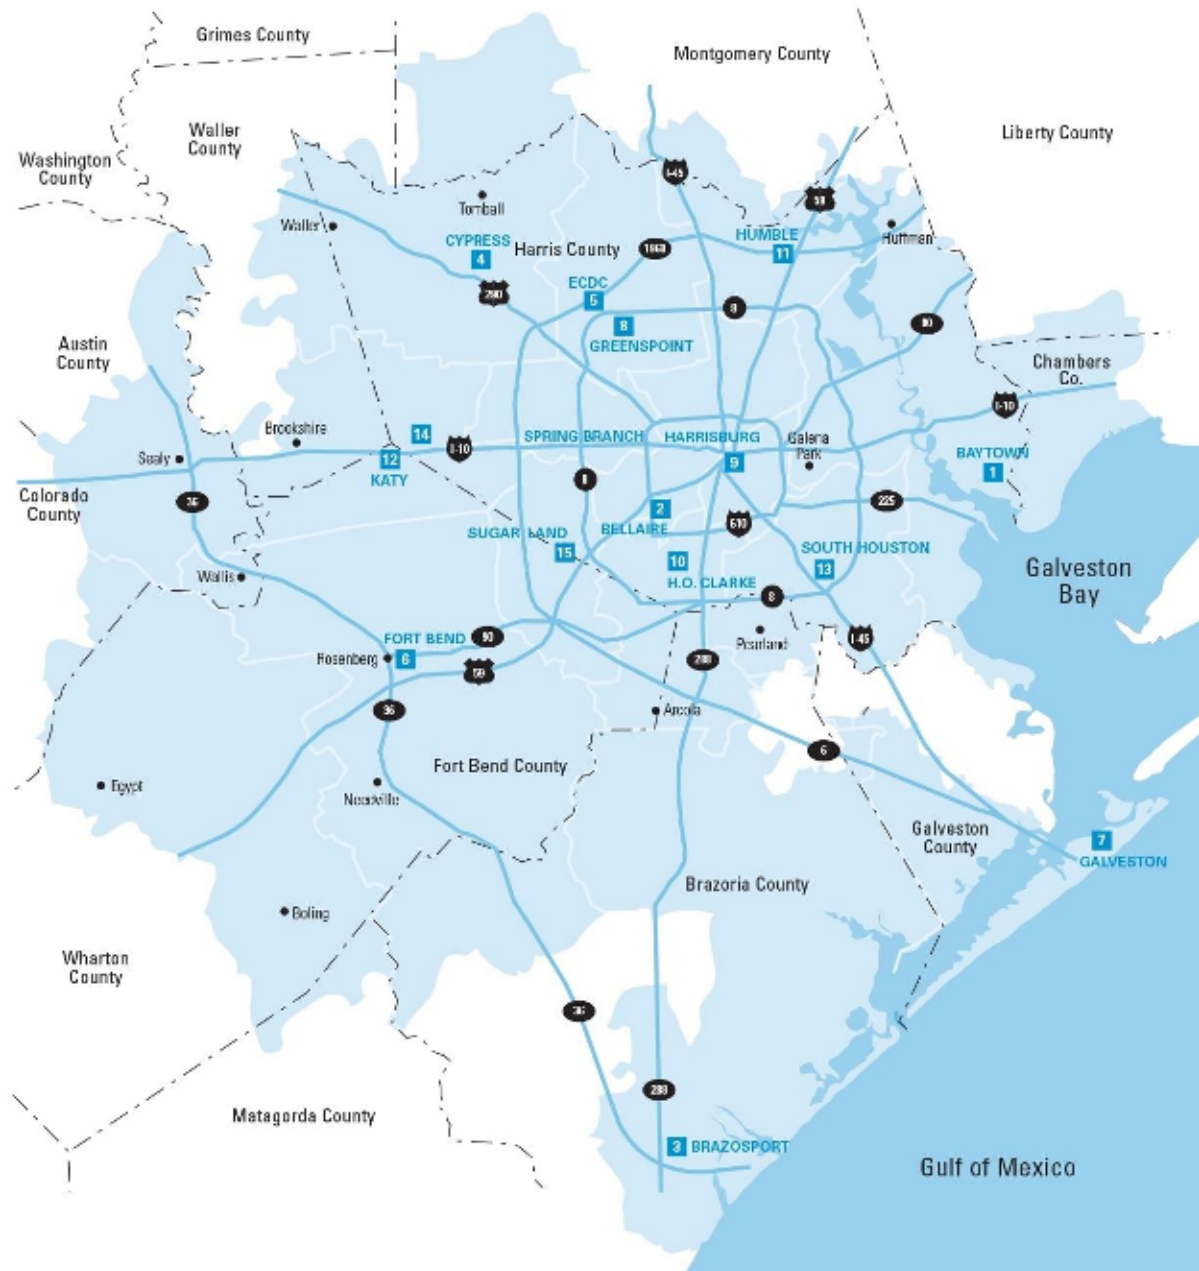 Grimes County
Montgomery County
Waller
County
Liberty County
Washington
County
I-45
59
Tomball
Waller
Huffman
CYPRESS
4
Harris County
1960
HUMBLE
11
ECDC
5
290
8
8
GREENSPOINT
90
Austin
County
Chambers
Co.
I-10
Brookshire
14
SPRING BRANCH
HARRISBURG
Galena
Park
Sealy
12
KATY
I-10
9
BAYTOWN
1
Colorado
County
36
8
2
BELLAIRE
225
610
SUGAR LAND
15
10
H.O. CLARKE
SOUTH HOUSTON
13
Galveston
Bay
Wallis
8
FORT BEND
6
90
Rosenberg
59
Pearland
I-45
288
36
Arcola
6
Fort Bend County
Egypt
Needville
Galveston
County
7
GALVESTON
Brazoria County
Boling
Wharton
County
36
288
Matagorda County
3
BRAZOSPORT
Gulf of Mexico